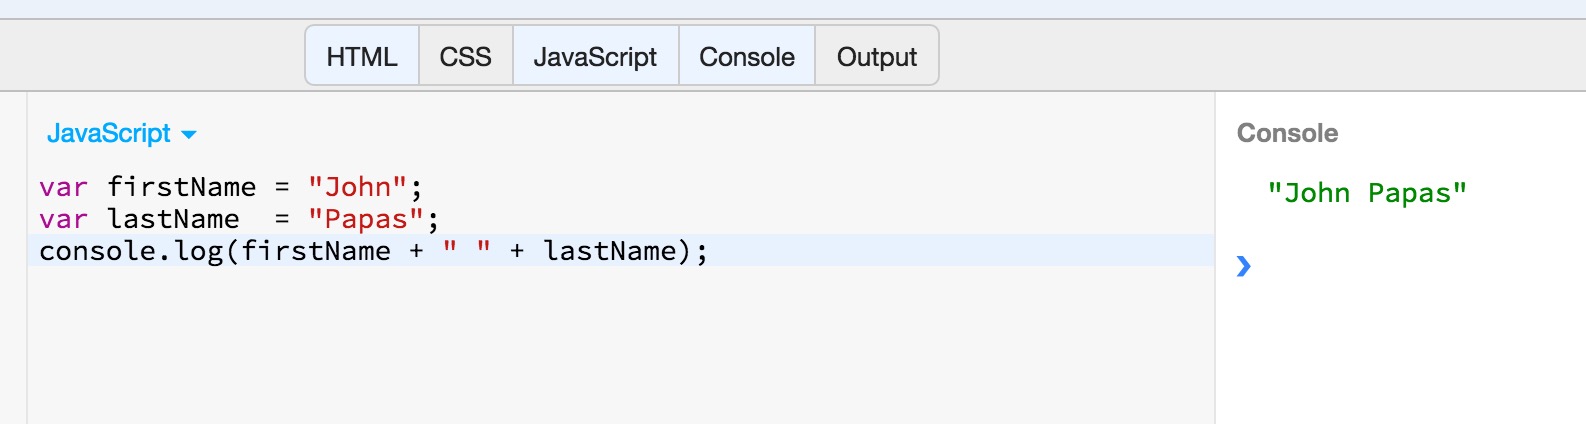 HTML CSS JavaScript Console Output
JavaScript
var firstName = "John";
var lastName  = "Papas";
console.log(firstName + " " + lastName);
Console
"John Papas"